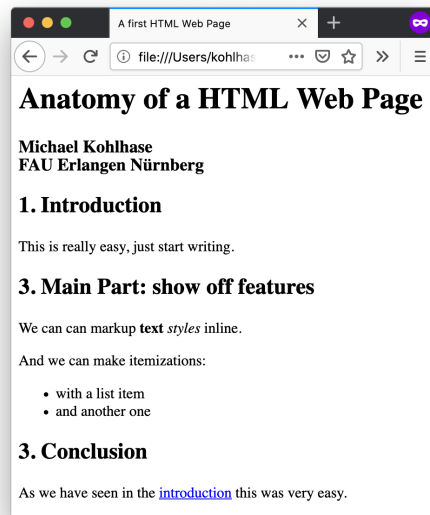 A first HTML Web Page
file:///Users/kohlhas
Anatomy of a HTML Web Page
Michael Kohlhase
FAU Erlangen Nürnberg
1. Introduction
This is really easy, just start writing.
3. Main Part: show off features
We can can markup text styles inline.
And we can make itemizations:
• with a list item
• and another one
3. Conclusion
As we have seen in the introduction this was very easy.